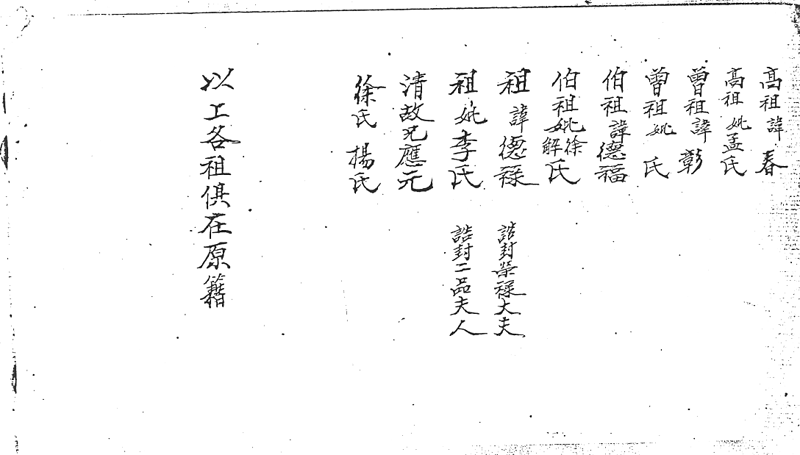 高祖諱春
高祖妣孟氏
曾祖諱彰
曾祖妣 氏
伯祖諱德福
伯祖妣徐解氏
祖諱德祿 誥封榮祿大夫
祖妣李氏 誥封二品夫人
清故兄應元
徐氏 楊氏
以上各祖俱在原籍